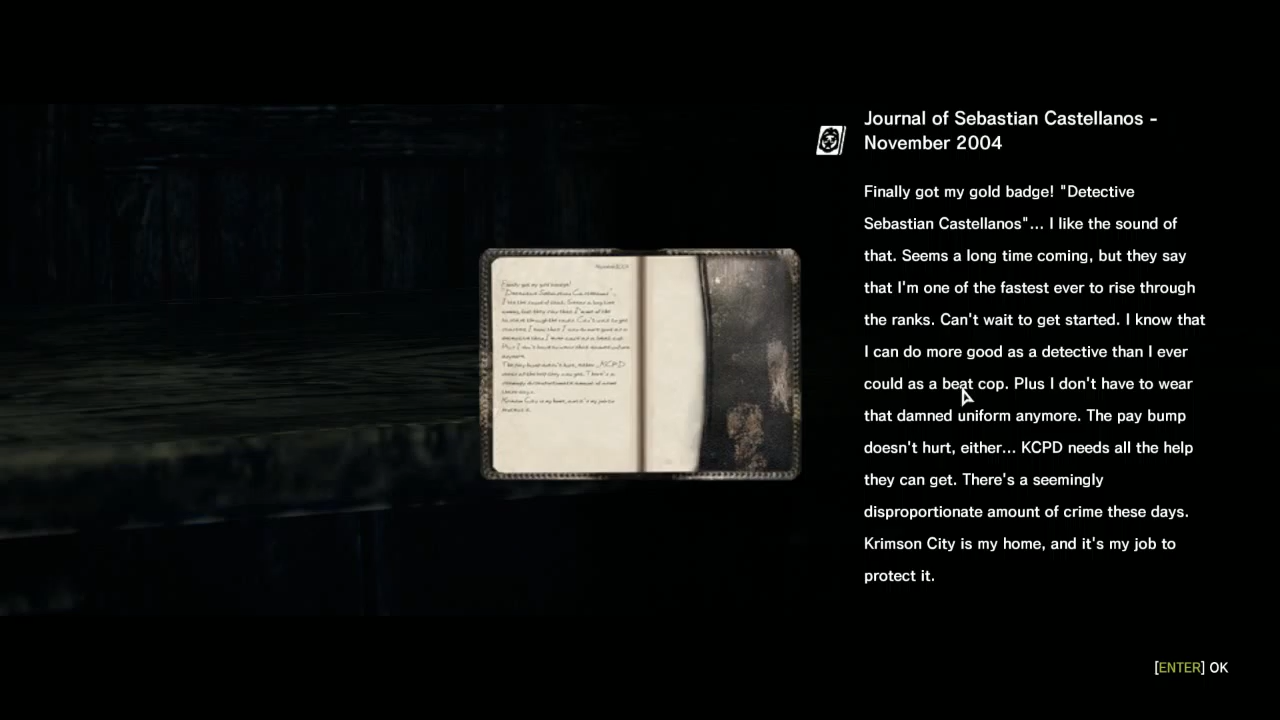 Journal of Sebastian Castellanos -
November 2004
Finally got my gold badge! "Detective
Sebastian Castellanos"... I like the sound of
that. Seems a long time coming, but they say
that I'm one of the fastest ever to rise through
the ranks. Can't wait to get started. I know that
I can do more good as a detective than I ever
could as a beat cop. Plus I don't have to wear
that damned uniform anymore. The pay bump
doesn't hurt, either... KCPD needs all the help
they can get. There's a seemingly
disproportionate amount of crime these days.
Krimson City is my home, and it's my job to
protect it.
[ENTER] OK